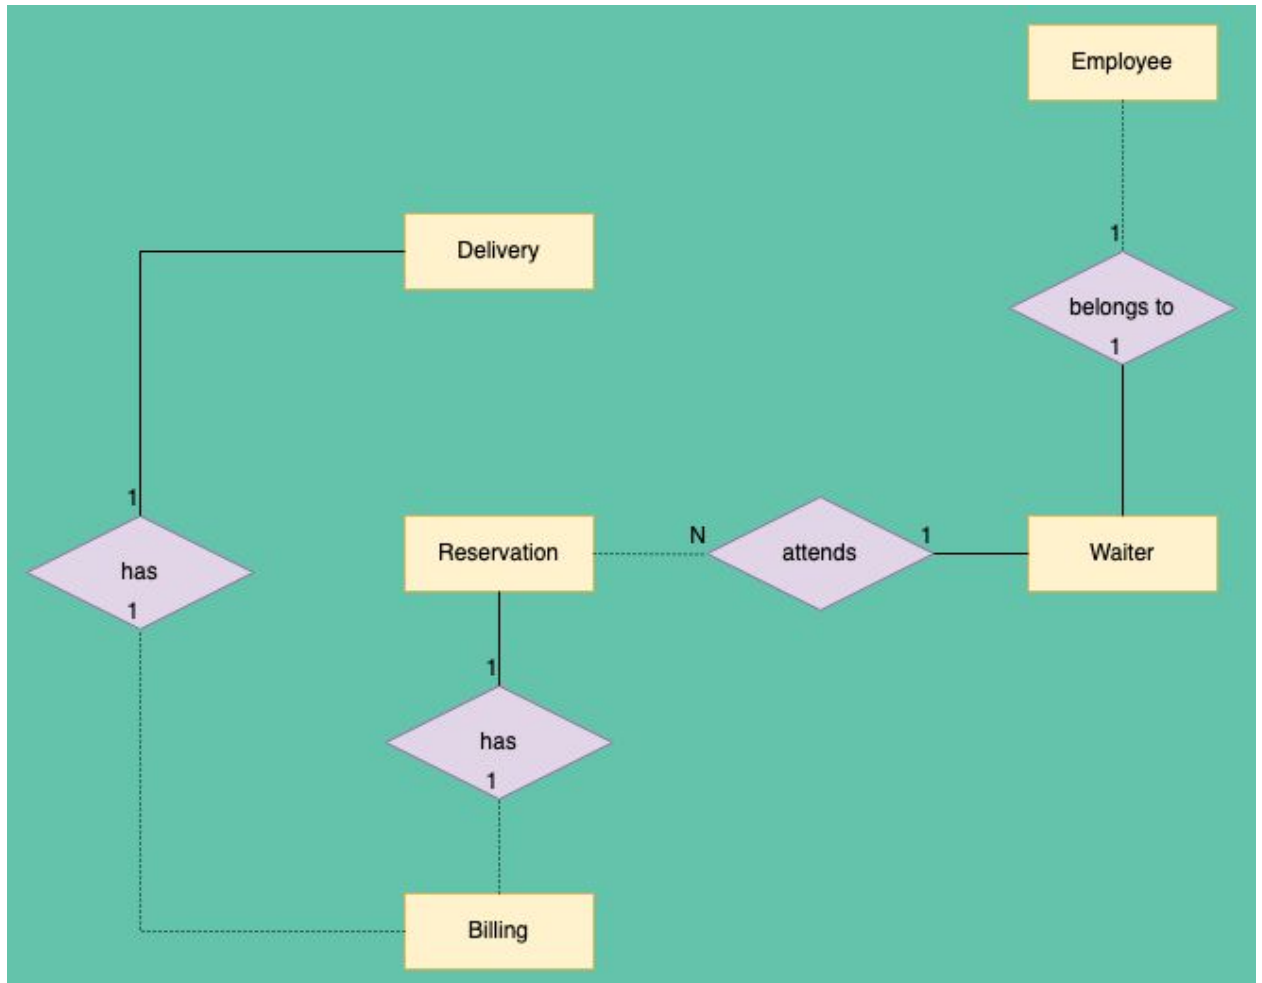 Employee
Delivery
1
belongs to
1
1
has
1
Reservation
N
attends
1
Waiter
1
has
1
Billing